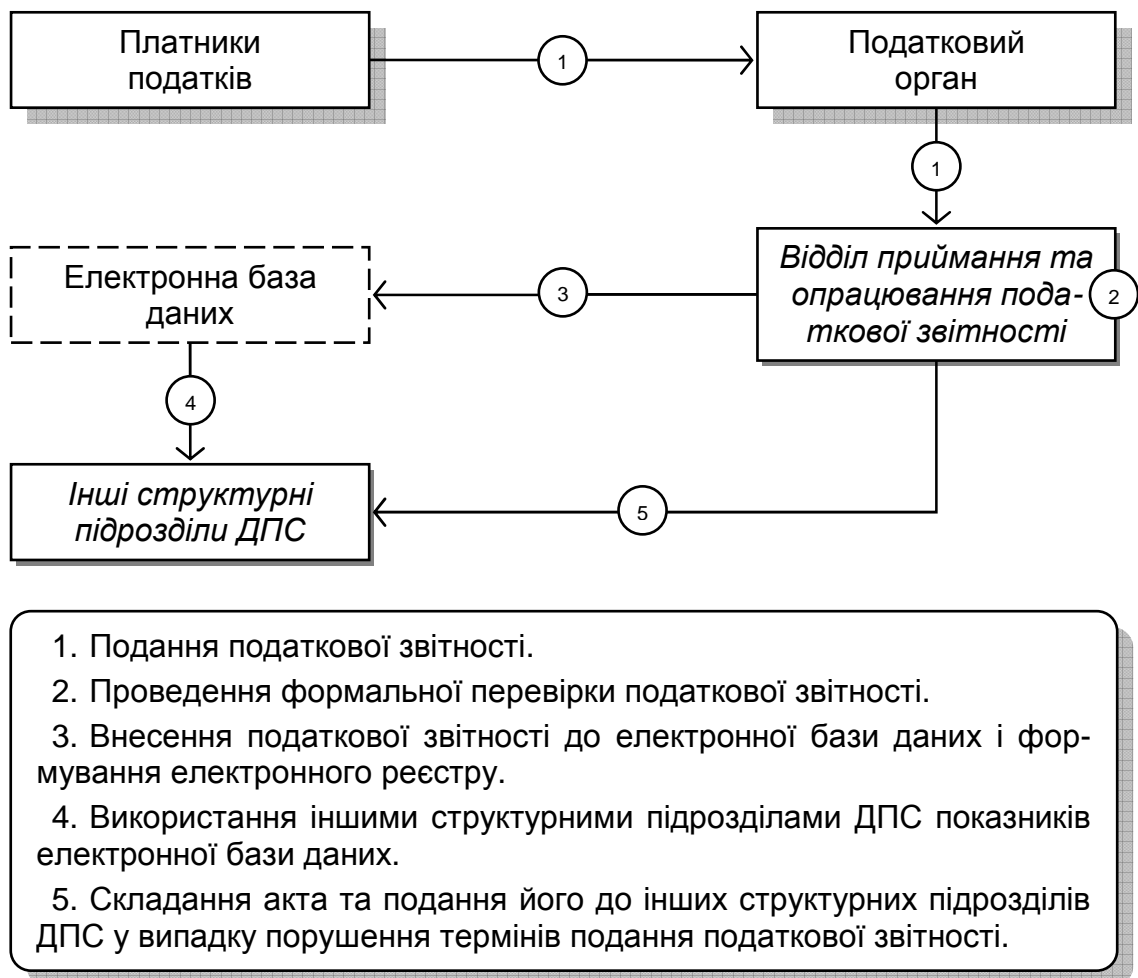 Платники
податків
1
Податковий
орган
1
Електронна база
даних
3
Відділ приймання та
опрацювання пода-
ткової звітності
2
4
Інші структурні
підрозділи ДПС
5
1. Подання податкової звітності.
2. Проведення формальної перевірки податкової звітності.
3. Внесення податкової звітності до електронної бази даних і фор-
мування електронного реєстру.
4. Використання іншими структурними підрозділами ДПС показників
електронної бази даних.
5. Складання акта та подання його до інших структурних підрозділів
ДПС у випадку порушення термінів подання податкової звітності.